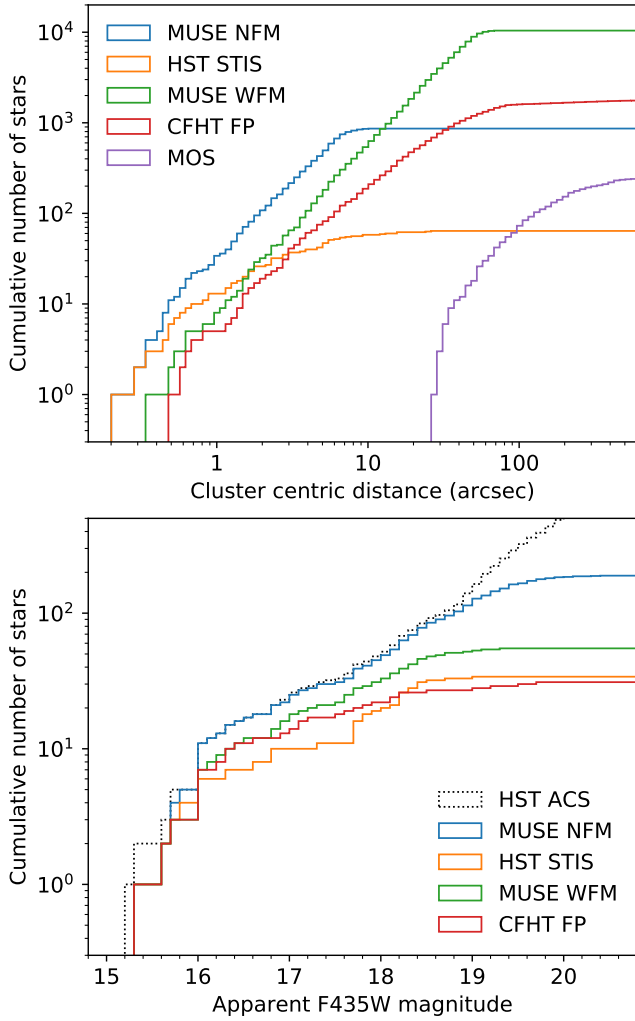 10⁴
10³
10²
10¹
10⁰
Cumulative number of stars
MUSE NFM
HST STIS
MUSE WFM
CFHT FP
MOS
1
10
100
Cluster centric distance (arcsec)
10²
10¹
10⁰
Cumulative number of stars
HST ACS
MUSE NFM
HST STIS
MUSE WFM
CFHT FP
15
16
17
18
19
20
Apparent F435W magnitude